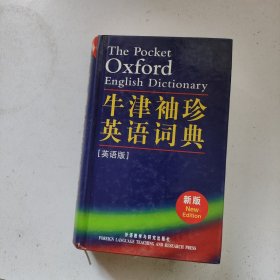 The Pocket
Oxford
English Dictionary
牛津袖珍
英语词典
[英语版]
新版
New
Edition
外语教学与研究出版社
FOREIGN LANGUAGE TEACHING AND RESEARCH PRESS